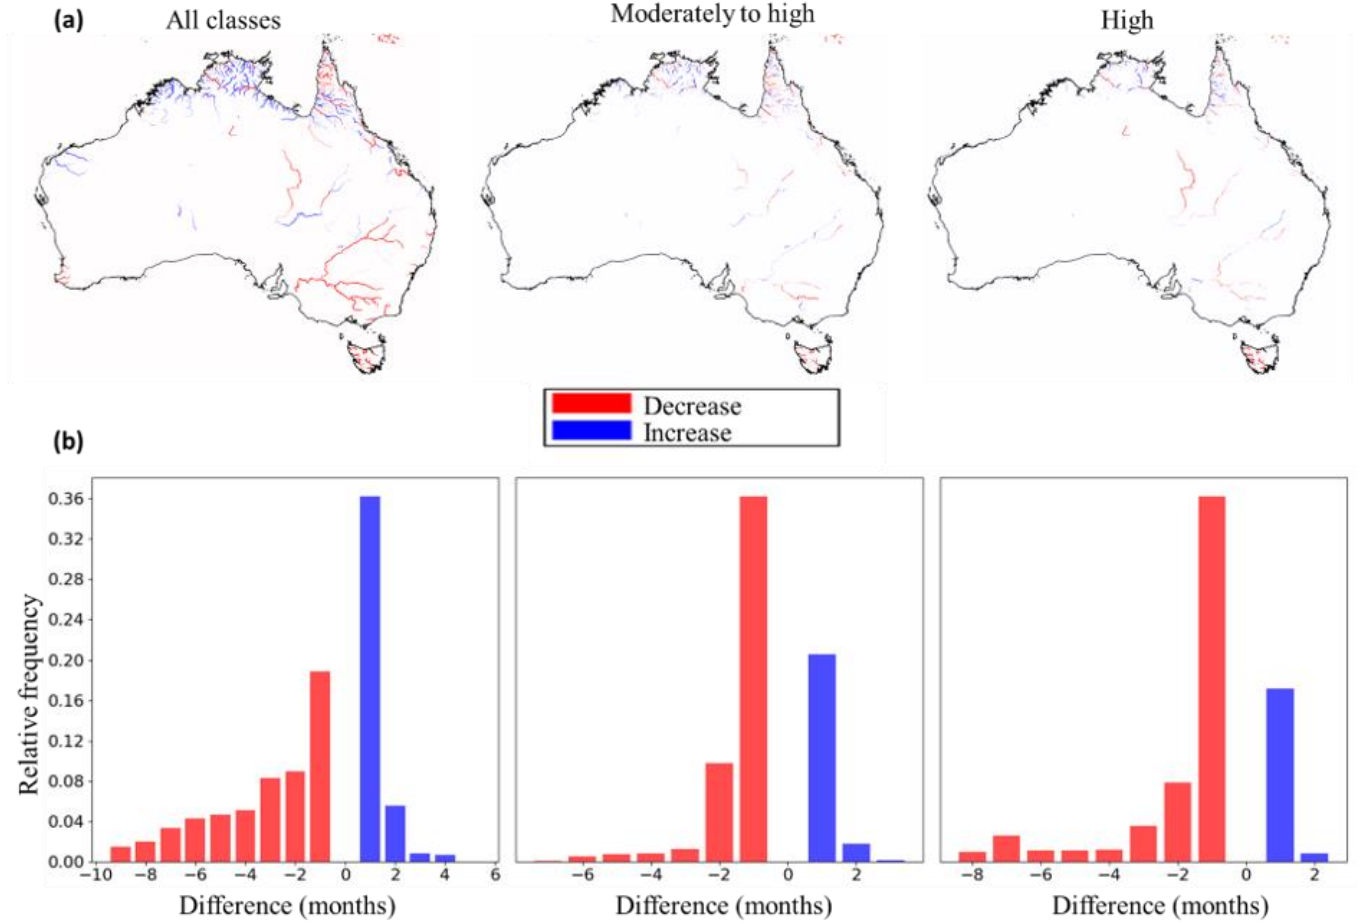 (a) All classes Moderately to high High
Decrease
Increase
(b)
Relative frequency
0.36
0.32
0.28
0.24
0.20
0.16
0.12
0.08
0.04
0.00
−10 −8 −6 −4 −2 0 2 4 6
−6 −4 −2 0 2
−8 −6 −4 −2 0 2
Difference (months) Difference (months) Difference (months)